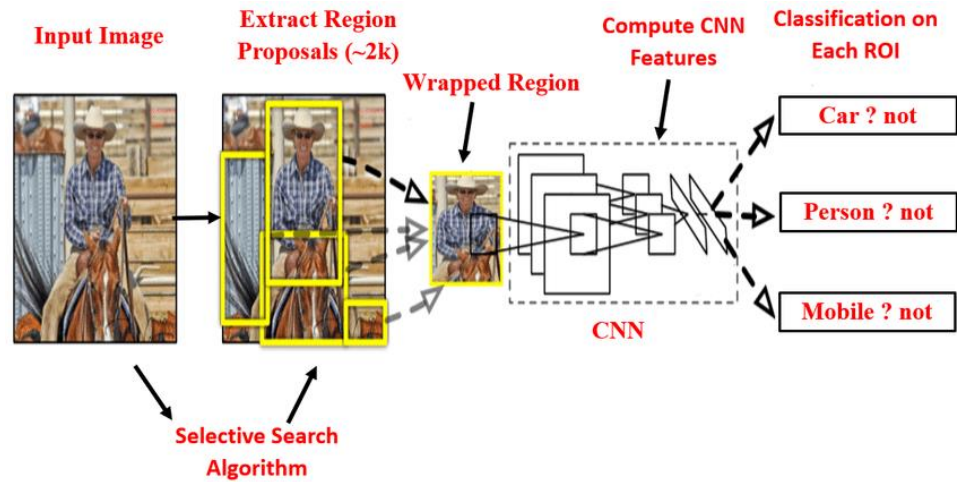 Input Image
Extract Region
Proposals (~2k)
Wrapped Region
Compute CNN
Features
Classification on
Each ROI
Car ? not
Person ? not
Mobile ? not
CNN
Selective Search
Algorithm